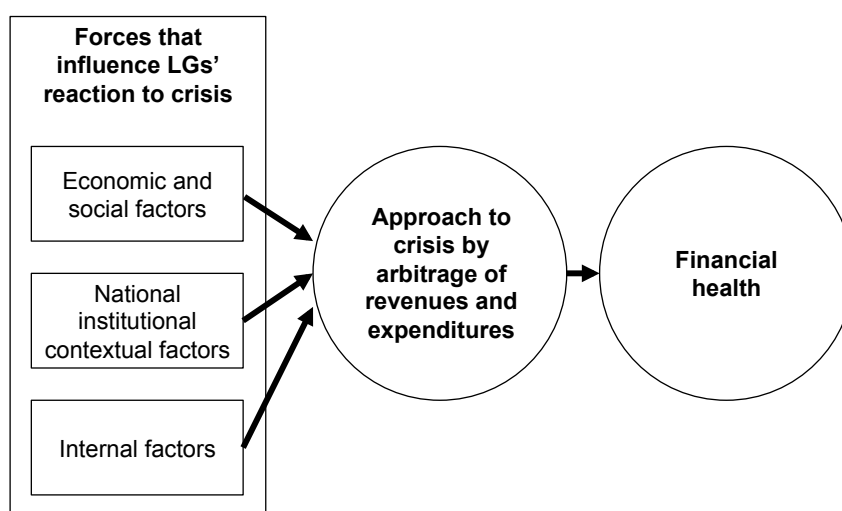 Forces that
influence LGs'
reaction to crisis
Economic and
social factors
National
institutional
contextual factors
Internal factors
Approach to
crisis by
arbitrage of
revenues and
expenditures
Financial
health